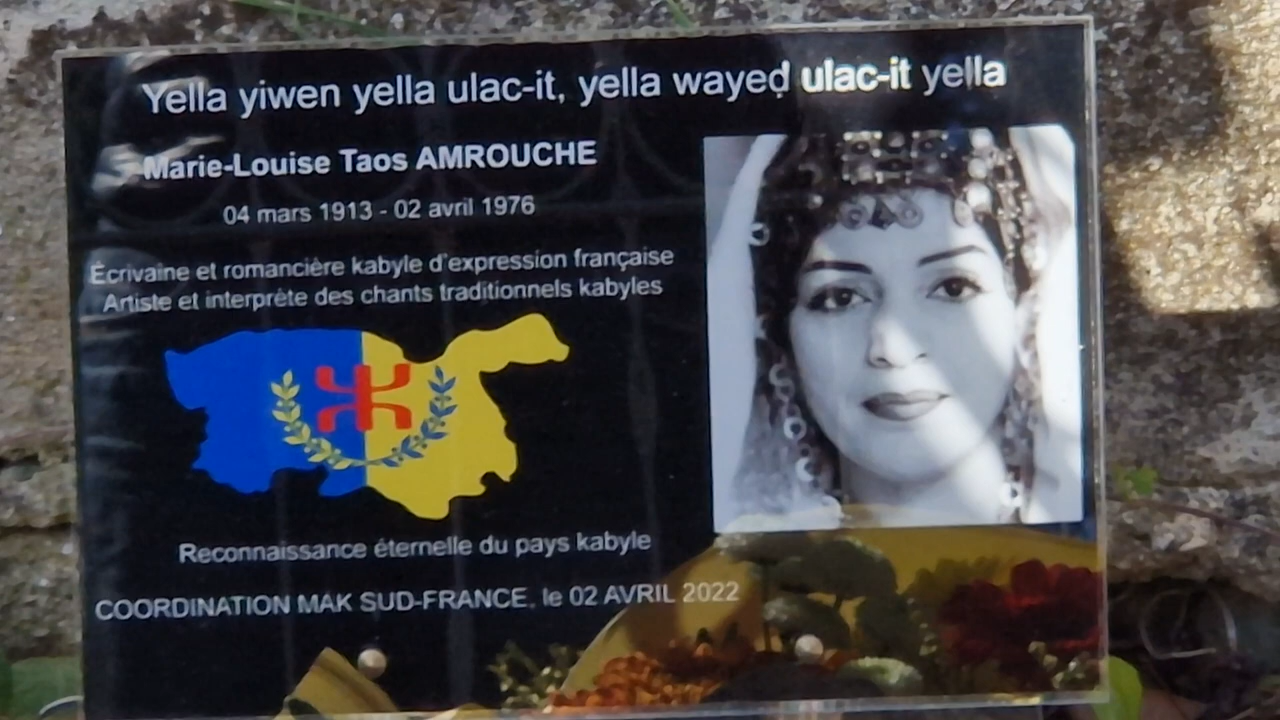 Yella yiwen yella ulac-it, yella wayeḍ ulac-it yella
Marie-Louise Taos AMROUCHE
04 mars 1913 - 02 avril 1976
Écrivaine et romancière kabyle d'expression française
Artiste et interprète des chants traditionnels kabyles
Reconnaissance éternelle du pays kabyle
COORDINATION MAK SUD-FRANCE, le 02 AVRIL 2022